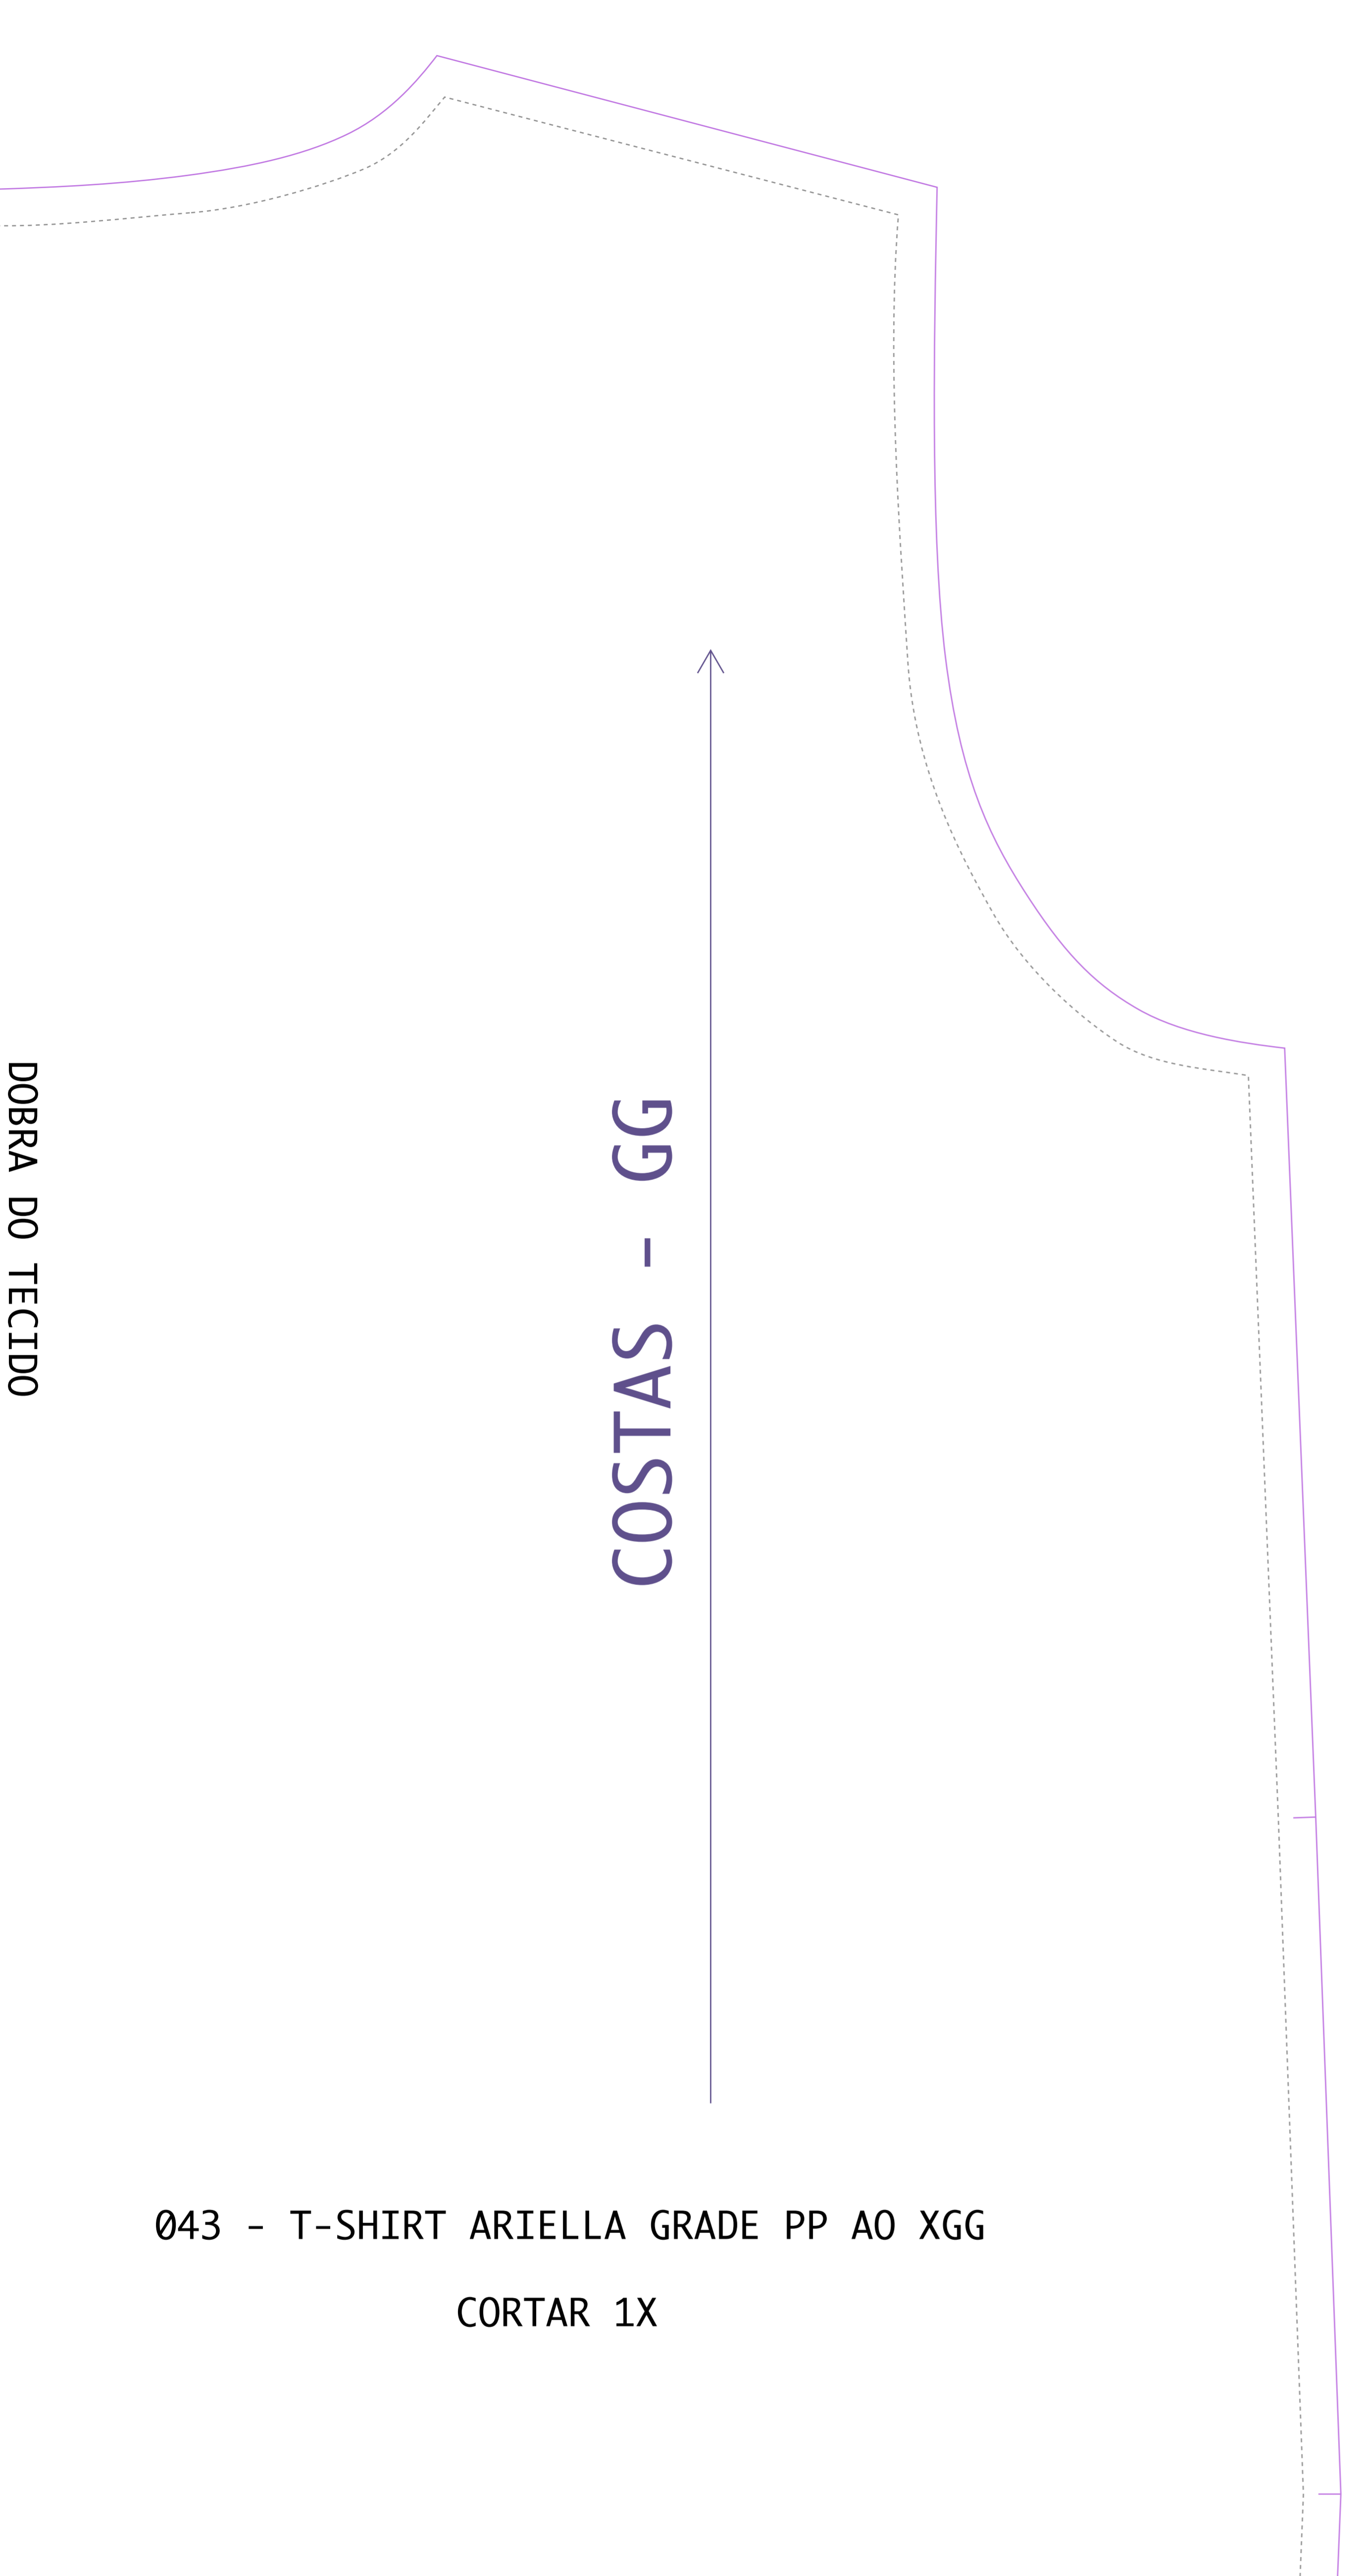 DOBRA DO TECIDO
COSTAS - GG
043 - T-SHIRT ARIELLA GRADE PP AO XGG
CORTAR 1X